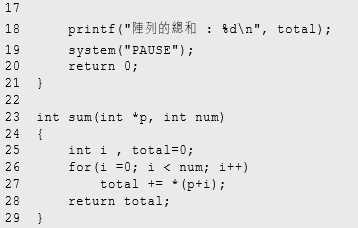 17
18 printf("陣列的總和 : %d\n", total);
19 system("PAUSE");
20 return 0;
21 }
22
23 int sum(int *p, int num)
24 {
25 int i , total=0;
26 for(i =0; i < num; i++)
27 total += *(p+i);
28 return total;
29 }